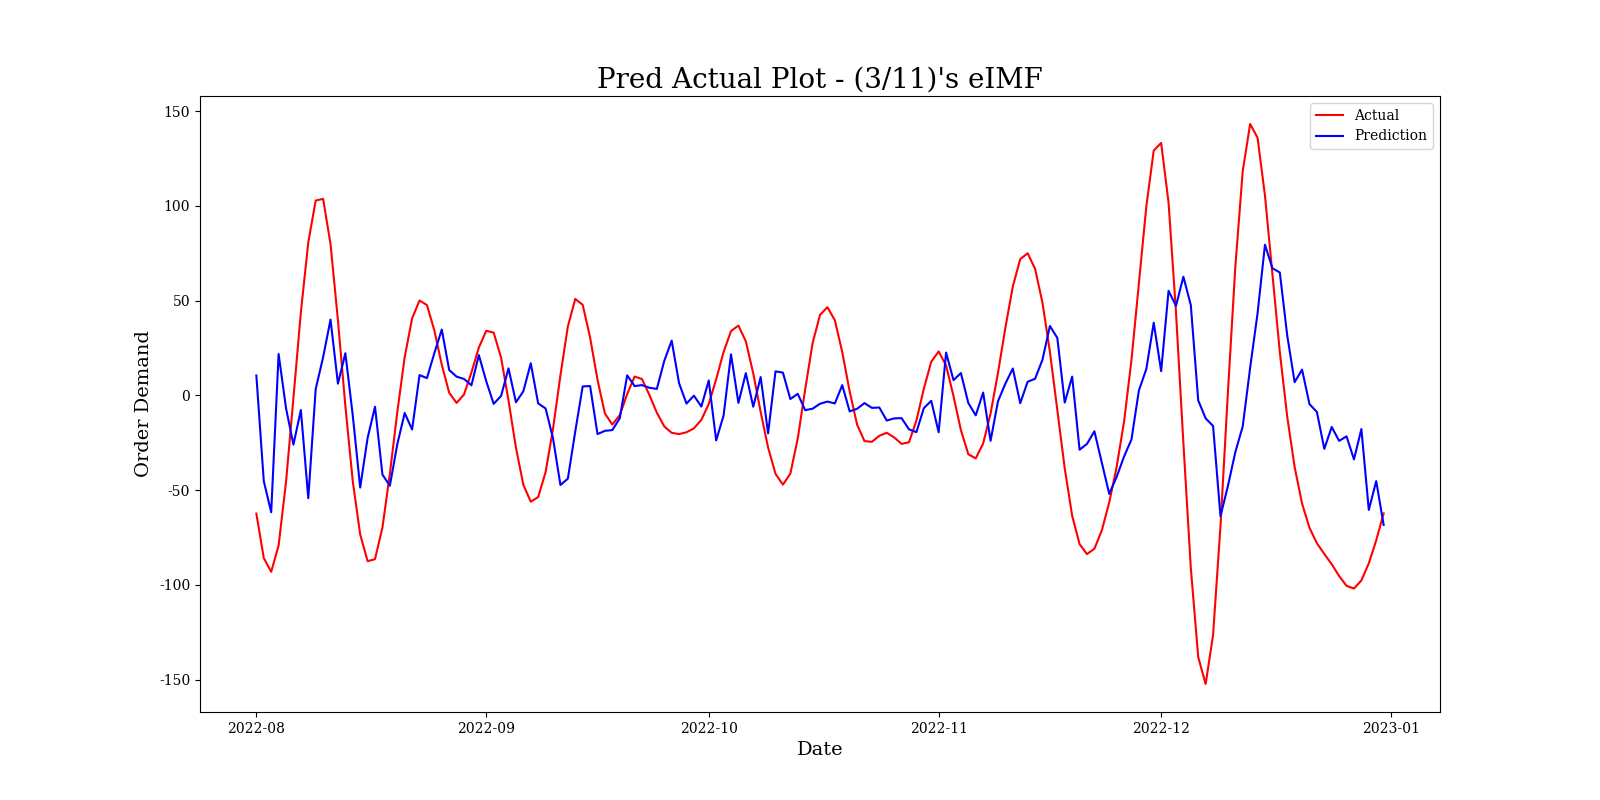 Pred Actual Plot - (3/11)'s eIMF
Actual
Prediction
Order Demand
150
100
50
0
-50
-100
-150
2022-08
2022-09
2022-10
2022-11
2022-12
2023-01
Date